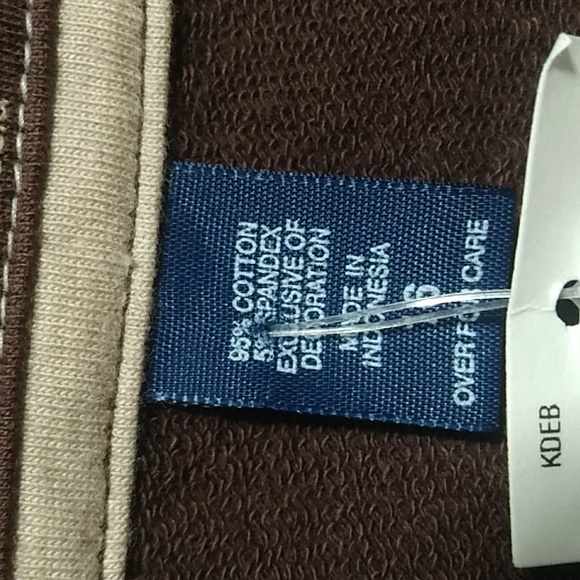 95% COTTON
5% SPANDEX
EXCLUSIVE OF
DECORATION
MADE IN
INDONESIA
OVER FOR CARE
KDEB